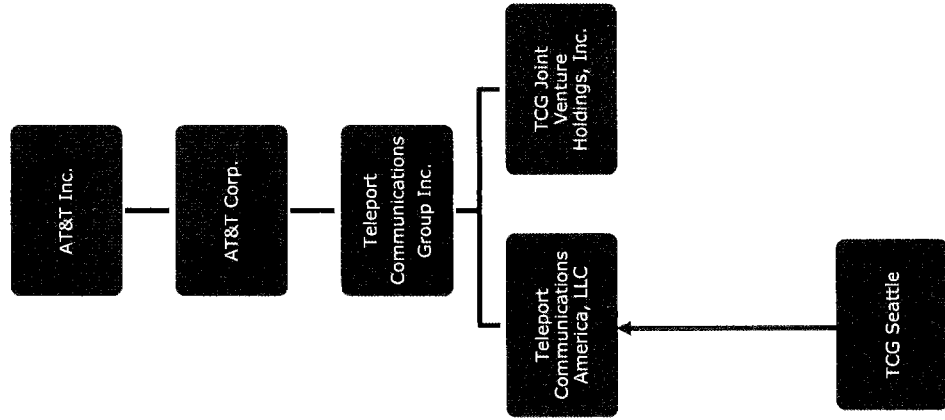 AT&T Inc.
AT&T Corp.
Teleport
Communications
Group Inc.
Teleport
Communications
America, LLC
TCG Joint
Venture
Holdings, Inc.
TCG Seattle